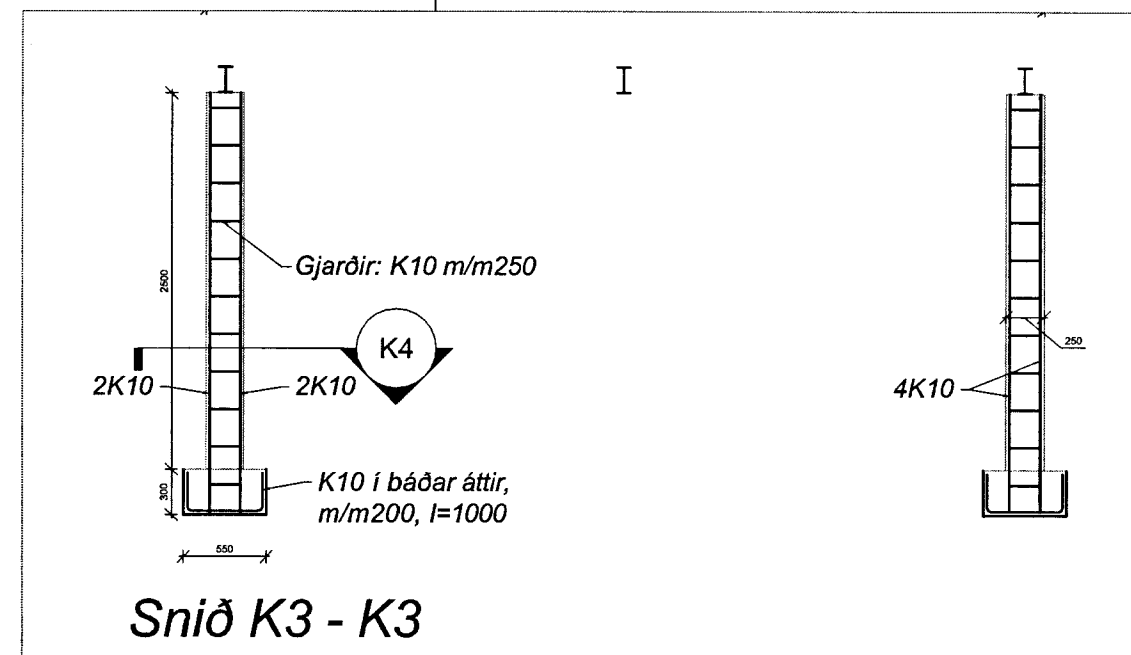 2500
Gjarðir: K10 m/m250
K4
250
2K10
2K10
4K10
K10 í báðar áttir,
m/m200, l=1000
300
550
Snið K3 - K3